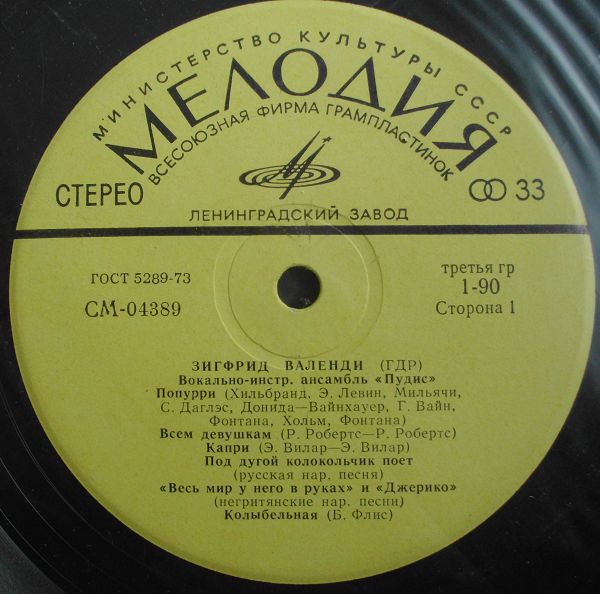 МИНИСТЕРСТВО КУЛЬТУРЫ СССР
МЕЛОДИЯ
ВСЕСОЮЗНАЯ ФИРМА ГРАМПЛАСТИНОК
СТЕРЕО
33
ЛЕНИНГРАДСКИЙ ЗАВОД
ГОСТ 5289-73
третья гр
СМ-04389
1-90
Сторона 1
ЗИГФРИД ВАЛЕНДИ (ГДР)
Вокально-инстр. ансамбль «Пудис»
Попурри (Хильбранд, Э. Левин, Мильячи,
С. Даглэс, Донида—Вайнхауер, Г. Вайн,
Фонтана, Хольм, Фонтана)
Всем девушкам (Р. Робертс—Р. Робертс)
Капри (Э. Вилар—Э. Вилар)
Под дугой колокольчик поет
(русская нар. песня)
«Весь мир у него в руках» и «Джерико»
(негритянские нар. песни)
Колыбельная (Б. Флис)